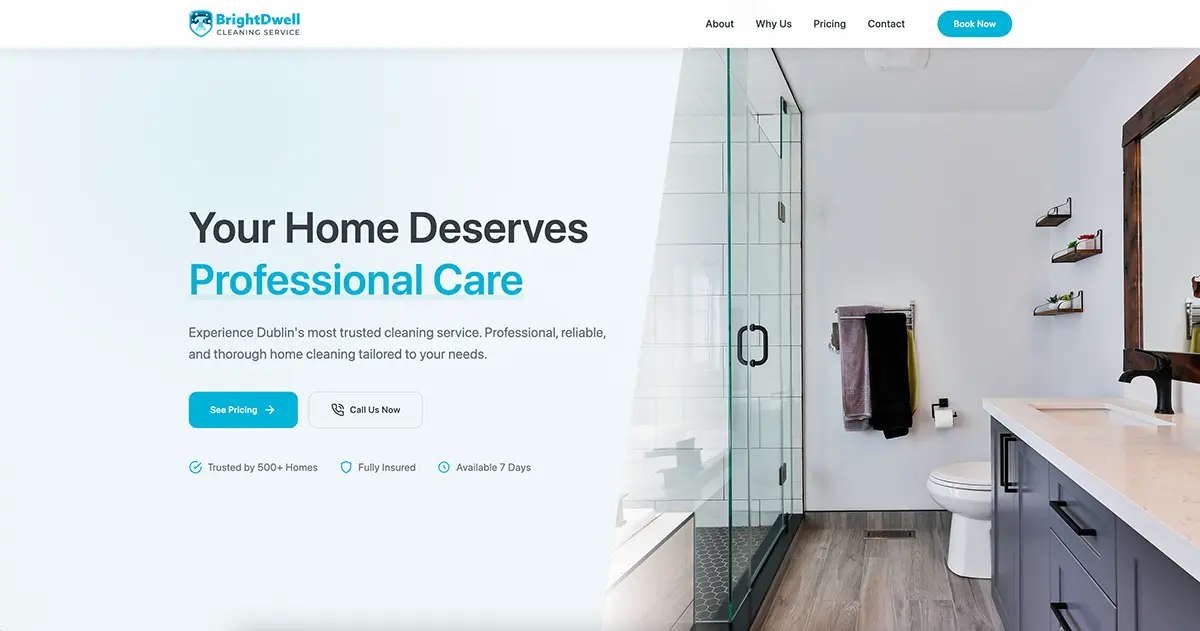 BrightDwell
CLEANING SERVICE
About
Why Us
Pricing
Contact
Book Now
Your Home Deserves
Professional Care
Experience Dublin's most trusted cleaning service. Professional, reliable,
and thorough home cleaning tailored to your needs.
See Pricing
Call Us Now
Trusted by 500+ Homes
Fully Insured
Available 7 Days